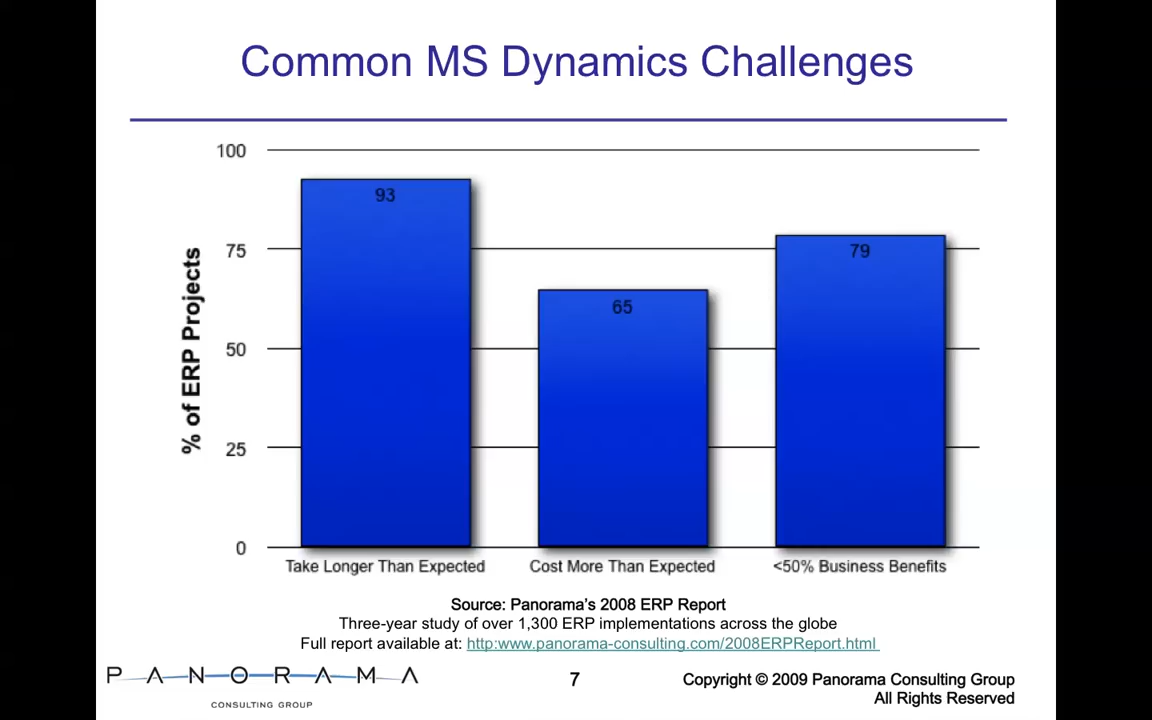 Common MS Dynamics Challenges
100
93
75
79
65
% of ERP Projects
50
25
0
Take Longer Than Expected
Cost More Than Expected
<50% Business Benefits
Source: Panorama's 2008 ERP Report
Three-year study of over 1,300 ERP implementations across the globe
Full report available at: http:www.panorama-consulting.com/2008ERPReport.html
PANORAMA
CONSULTING GROUP
7
Copyright © 2009 Panorama Consulting Group
All Rights Reserved